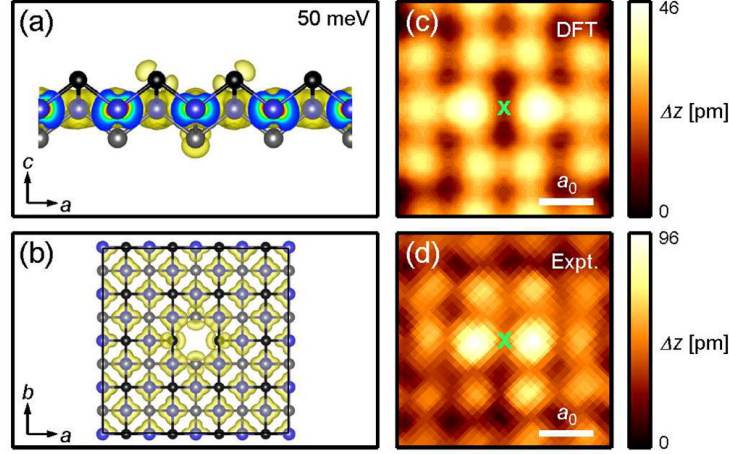 (a) 50 meV
c
a
(b)
b
a
(c) DFT
x
a₀
46
Δz [pm]
0
(d) Expt.
x
a₀
96
Δz [pm]
0